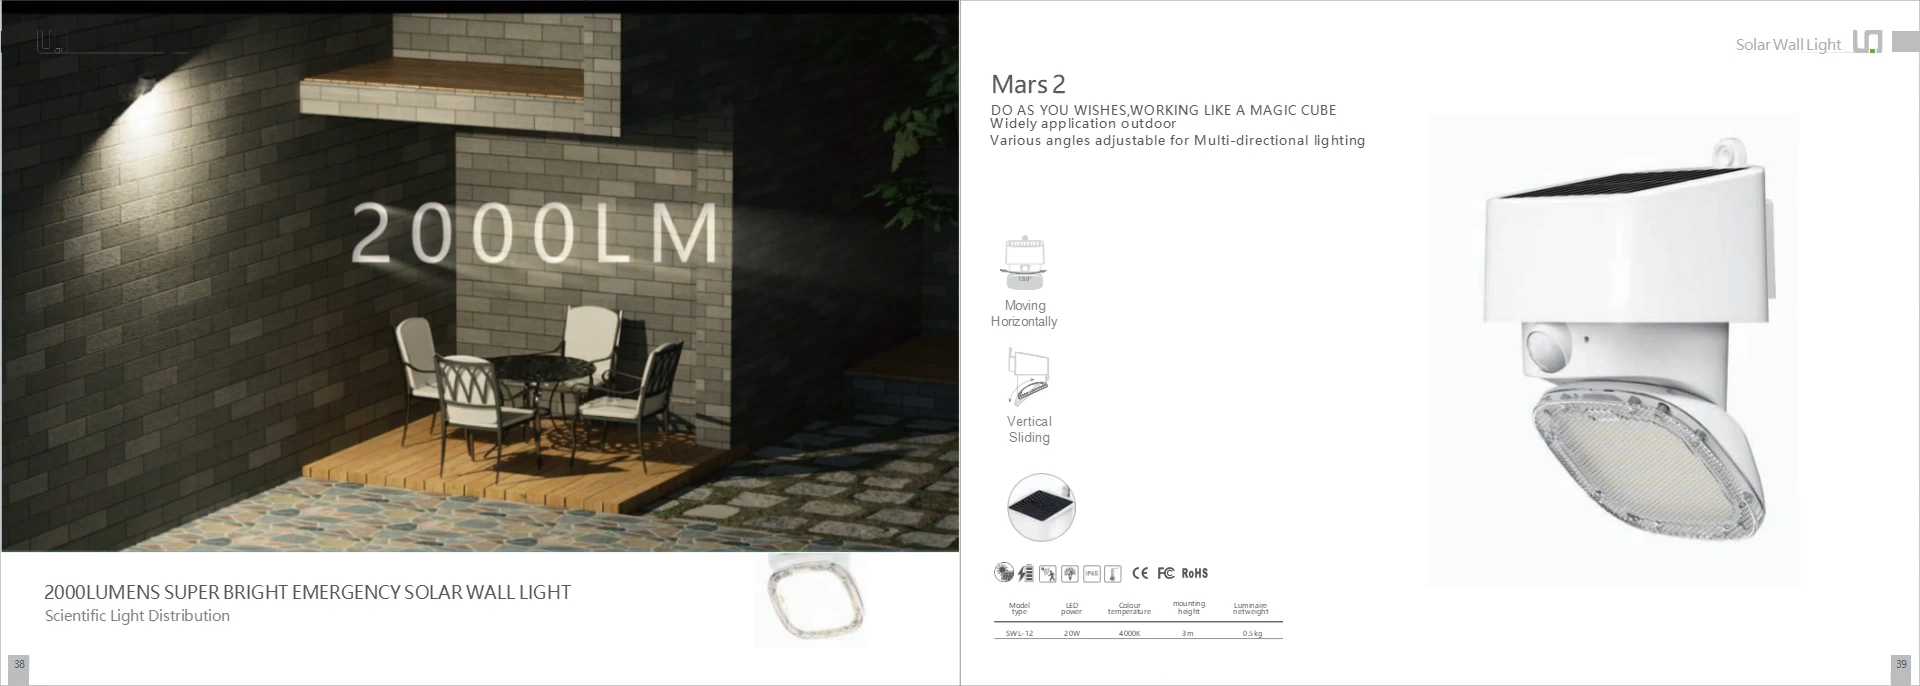 2000LM
2000LUMENS SUPER BRIGHT EMERGENCY SOLAR WALL LIGHT
Scientific Light Distribution
38
Solar Wall Light
Mars 2
DO AS YOU WISHES,WORKING LIKE A MAGIC CUBE
Widely application outdoor
Various angles adjustable for Multi-directional lighting
180°
Moving
Horizontally
Vertical
Sliding
IP65
CE FC RoHS
Model type LED power Colour temperature mounting height Luminaire netweight
SWL-12 20W 4000K 3m 0.5kg
39